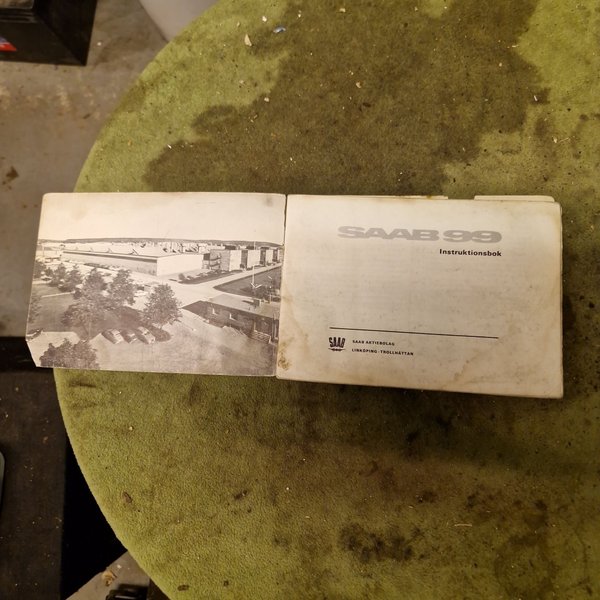 SAAB 99
Instruktionsbok
SAAB
SAAB AKTIEBOLAG
LINKÖPING · TROLLHÄTTAN